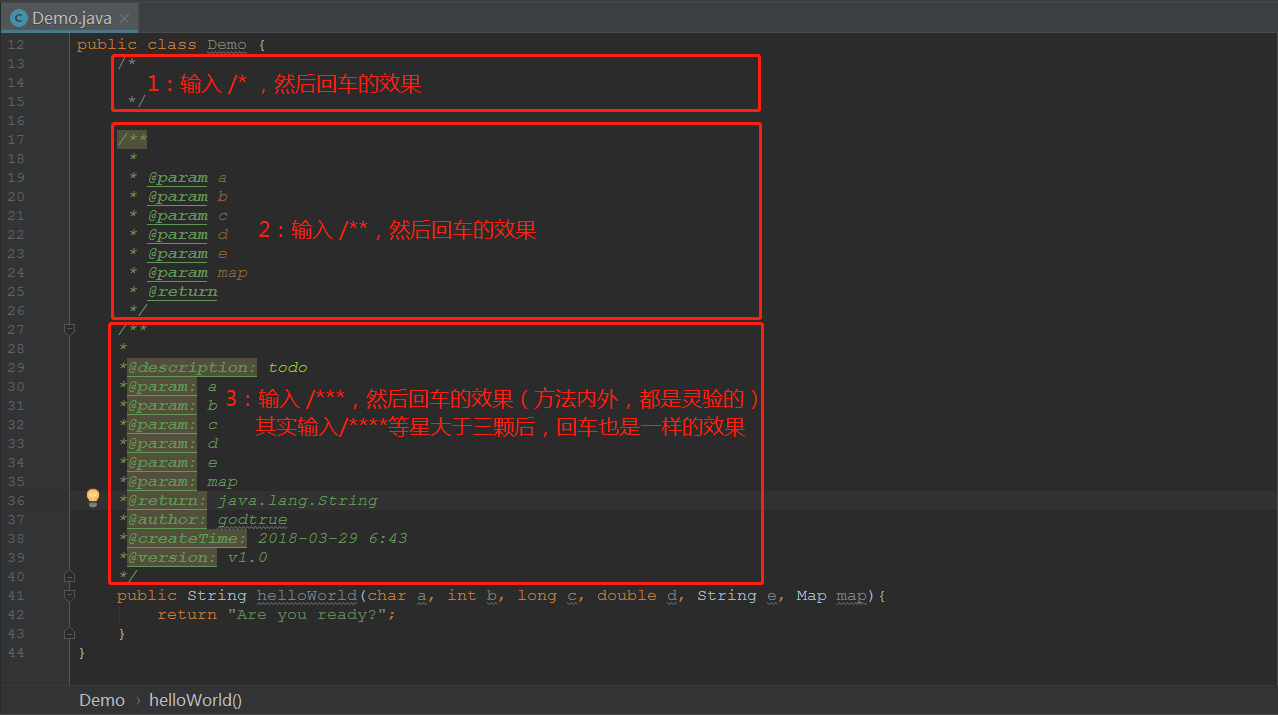 Demo.java
12 public class Demo {
13 /*
14 1：输入 /* ，然后回车的效果
15 */
16
17 /**
18 *
19 * @param a
20 * @param b
21 * @param c
22 * @param d 2：输入 /**，然后回车的效果
23 * @param e
24 * @param map
25 * @return
26 */
27 /**
28 *
29 *@description: todo
30 *@param: a
31 *@param: b 3：输入 /***，然后回车的效果（方法内外，都是灵验的）
32 *@param: c 其实输入/****等星大于三颗后，回车也是一样的效果
33 *@param: d
34 *@param: e
35 *@param: map
36 *@return: java.lang.String
37 *@author: godtrue
38 *@createTime: 2018-03-29 6:43
39 *@version: v1.0
40 */
41 public String helloWorld(char a, int b, long c, double d, String e, Map map){
42 return "Are you ready?";
43 }
44 }
Demo › helloWorld()